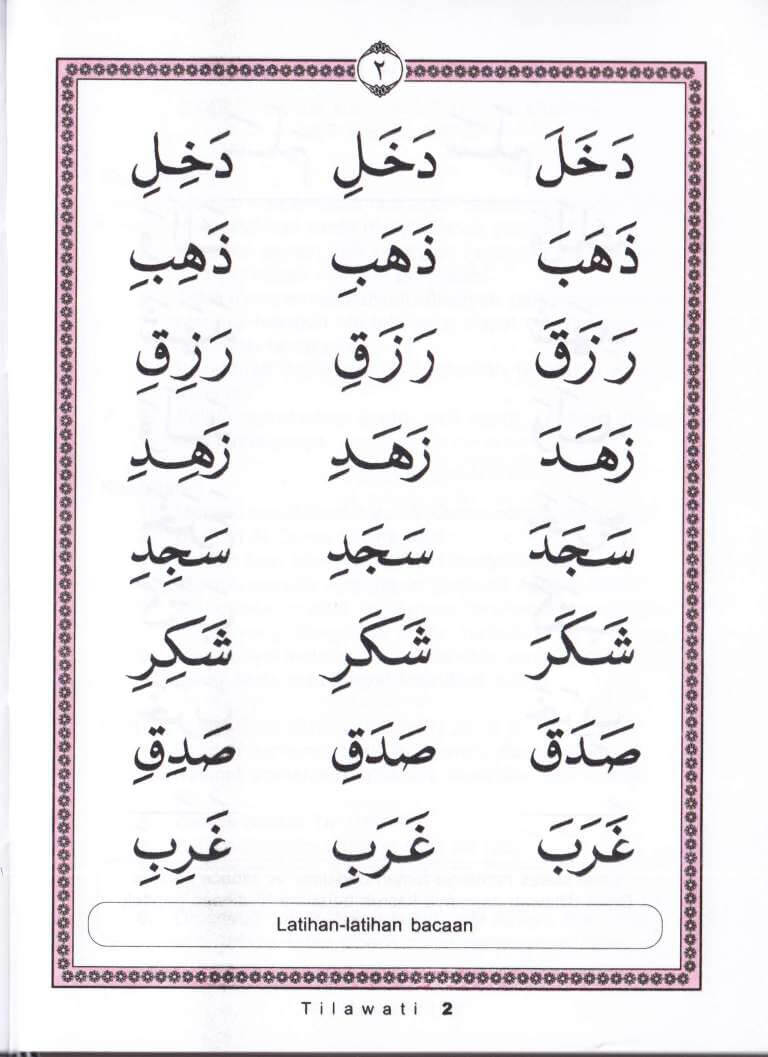 ٢
دَخَلَ دَخَلِ دَخِلِ
ذَهَبَ ذَهَبِ ذَهِبِ
رَزَقَ رَزَقِ رَزِقِ
زَهَدَ زَهَدِ زَهِدِ
سَجَدَ سَجَدِ سَجِدِ
شَكَرَ شَكَرِ شَكِرِ
صَدَقَ صَدَقِ صَدِقِ
غَرَبَ غَرَبِ غَرِبِ
Latihan-latihan bacaan
Tilawati 2